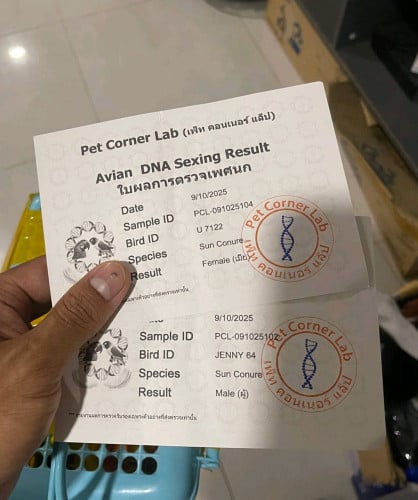 Pet Corner Lab (เพ็ท คอนเนอร์ แล็ป)
Avian DNA Sexing Result
ใบผลการตรวจเพศนก
Date 9/10/2025
Sample ID PCL-091025104
Bird ID U 7122
Species Sun Conure
Result Female
Pet Corner Lab
เพ็ท คอนเนอร์ แล็ป
9/10/2025
Sample ID PCL-091025102
Bird ID JENNY 64
Species Sun Conure
Result Male (ผู้)
Pet Corner Lab
เพ็ท คอนเนอร์ แล็ป